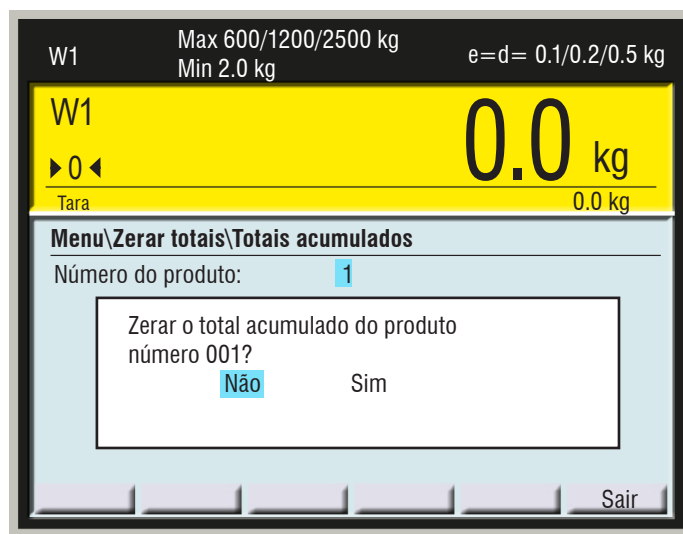 W1 Max 600/1200/2500 kg e=d= 0.1/0.2/0.5 kg
Min 2.0 kg
W1 0.0 kg
0
Tara 0.0 kg
Menu\Zerar totais\Totais acumulados
Número do produto: 1
Zerar o total acumulado do produto
número 001?
Não Sim
Sair